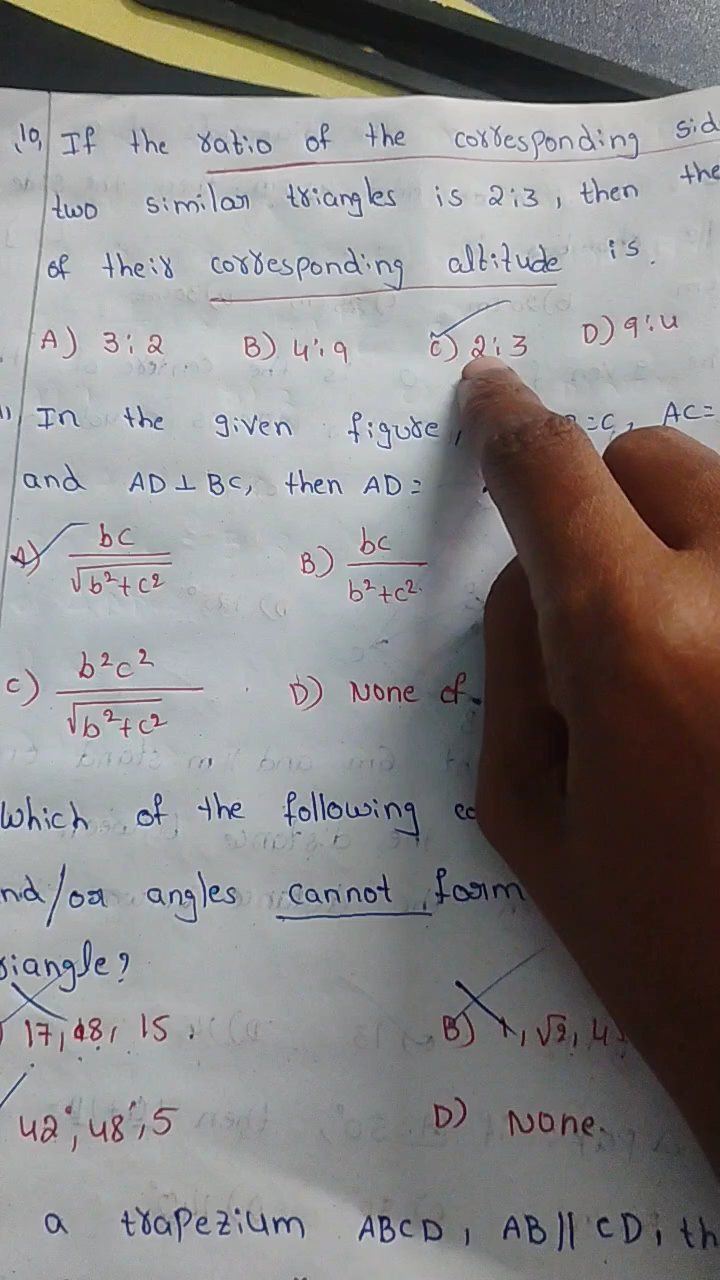 10, If the ratio of the corresponding sid
two similar triangles is 2:3, then the
of their corresponding altitude is.
A) 3:2 B) 4:9 C) 2:3 D) 9:4
In the given figure, =c, AC=
and AD⊥BC, then AD=
A) bc/√b²+c² B) bc/b²+c²
C) b²c²/√b²+c² D) None of
Which of the following
nd/or angles cannot form
riangle?
17, 18, 15. B) 1, √2, 4
42°, 48°, 5 D) None.
a trapezium ABCD, AB || CD, th